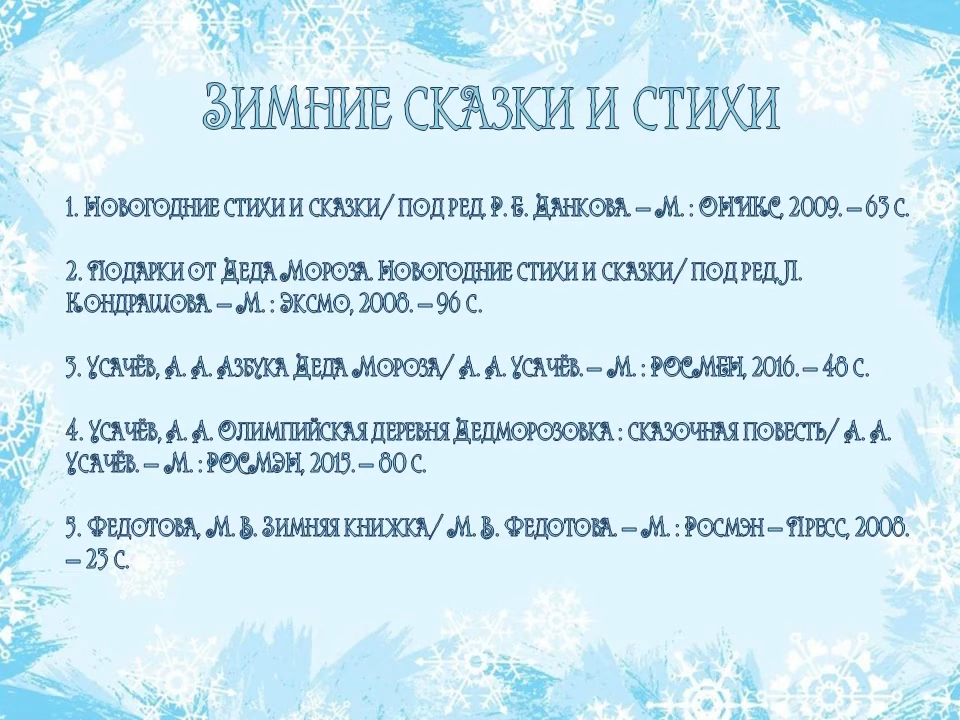 Зимние сказки и стихи
1. Новогодние стихи и сказки/ под ред. Р. Е. Данкова. – М. : ОНИКС, 2009. – 63 с.
2. Подарки от Деда Мороза. Новогодние стихи и сказки/ под ред. Л.
Кондрашова. – М. : Эксмо, 2008. – 96 с.
3. Усачёв, А. А. Азбука Деда Мороза/ А. А. Усачёв. – М. : РОСМЕН, 2016. – 48 с.
4. Усачёв, А. А. Олимпийская деревня Дедморозовка : сказочная повесть/ А. А.
Усачёв. – М. : РОСМЭН, 2015. – 80 с.
5. Федотова, М. В. Зимняя книжка/ М. В. Федотова. – М. : Росмэн – Пресс, 2008.
– 23 с.